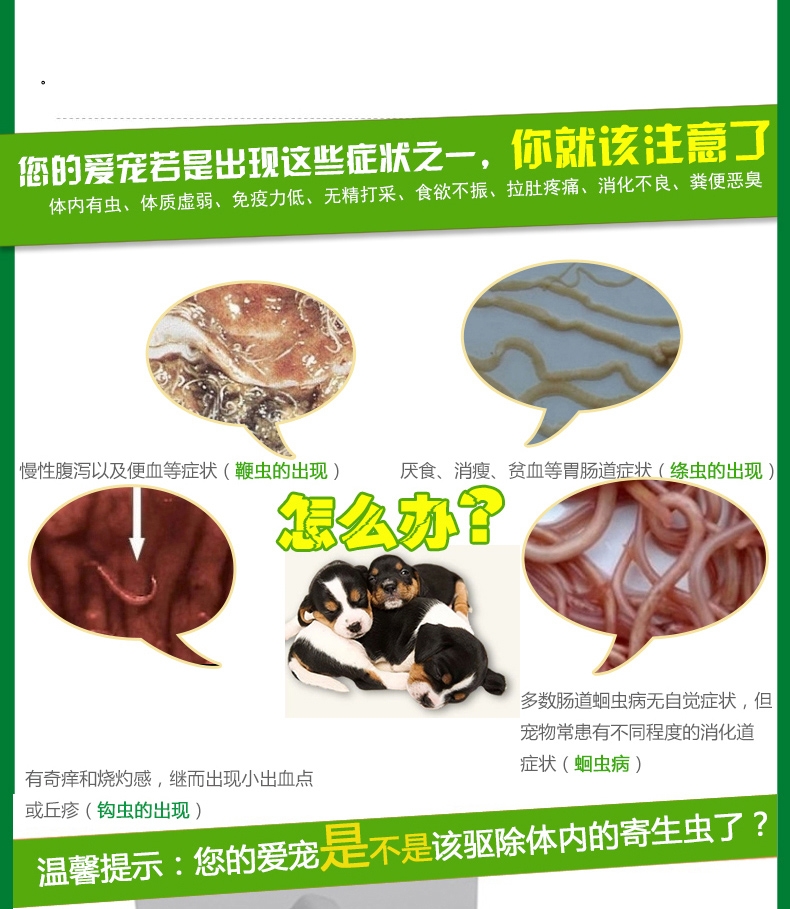 。
您的爱宠若是出现这些症状之一，你就该注意了
体内有虫、体质虚弱、免疫力低、无精打采、食欲不振、拉肚疼痛、消化不良、粪便恶臭
慢性腹泻以及便血等症状（鞭虫的出现）
厌食、消瘦、贫血等胃肠道症状（绦虫的出现）
怎么办?
多数肠道蛔虫病无自觉症状，但
宠物常患有不同程度的消化道
症状（蛔虫病）
有奇痒和烧灼感，继而出现小出血点
或丘疹（钩虫的出现）
温馨提示：您的爱宠是不是该驱除体内的寄生虫了？